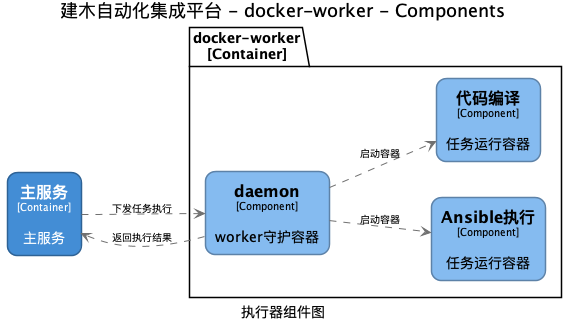 建木自动化集成平台 - docker-worker - Components
docker-worker
[Container]
代码编译
[Component]
任务运行容器
启动容器
主服务
[Container]
主服务
下发任务执行
返回执行结果
daemon
[Component]
worker守护容器
启动容器
Ansible执行
[Component]
任务运行容器
执行器组件图